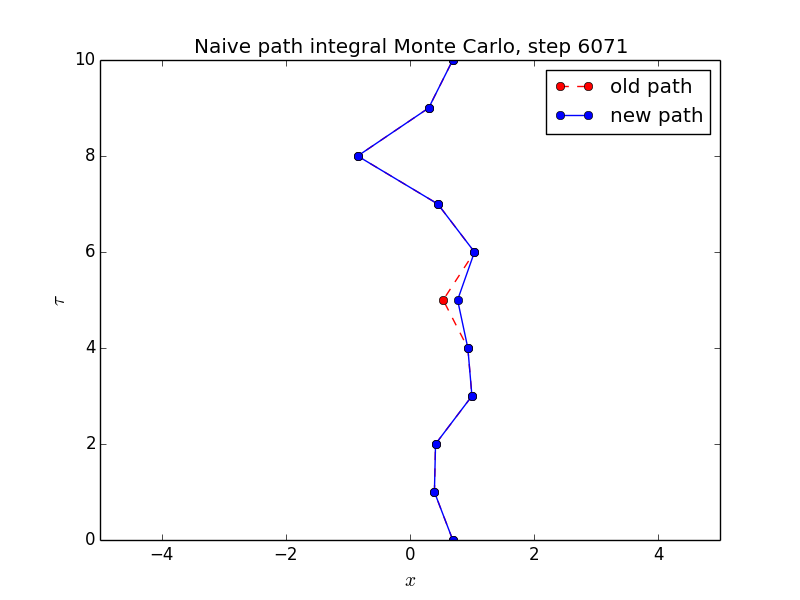 Naive path integral Monte Carlo, step 6071
old path
new path
10
8
6
4
2
0
τ
−4 −2 0 2 4
x